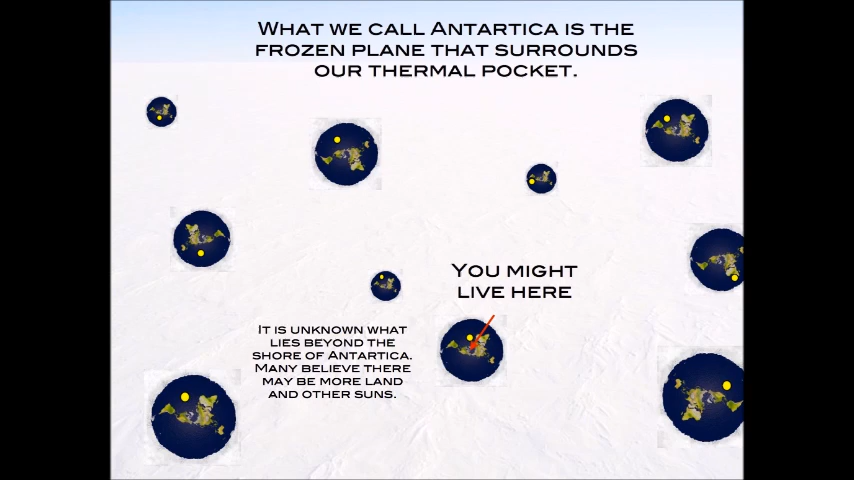 What we call Antartica is the
frozen plane that surrounds
our thermal pocket.
You might
live here
It is unknown what
lies beyond the
shore of Antartica.
Many believe there
may be more land
and other suns.